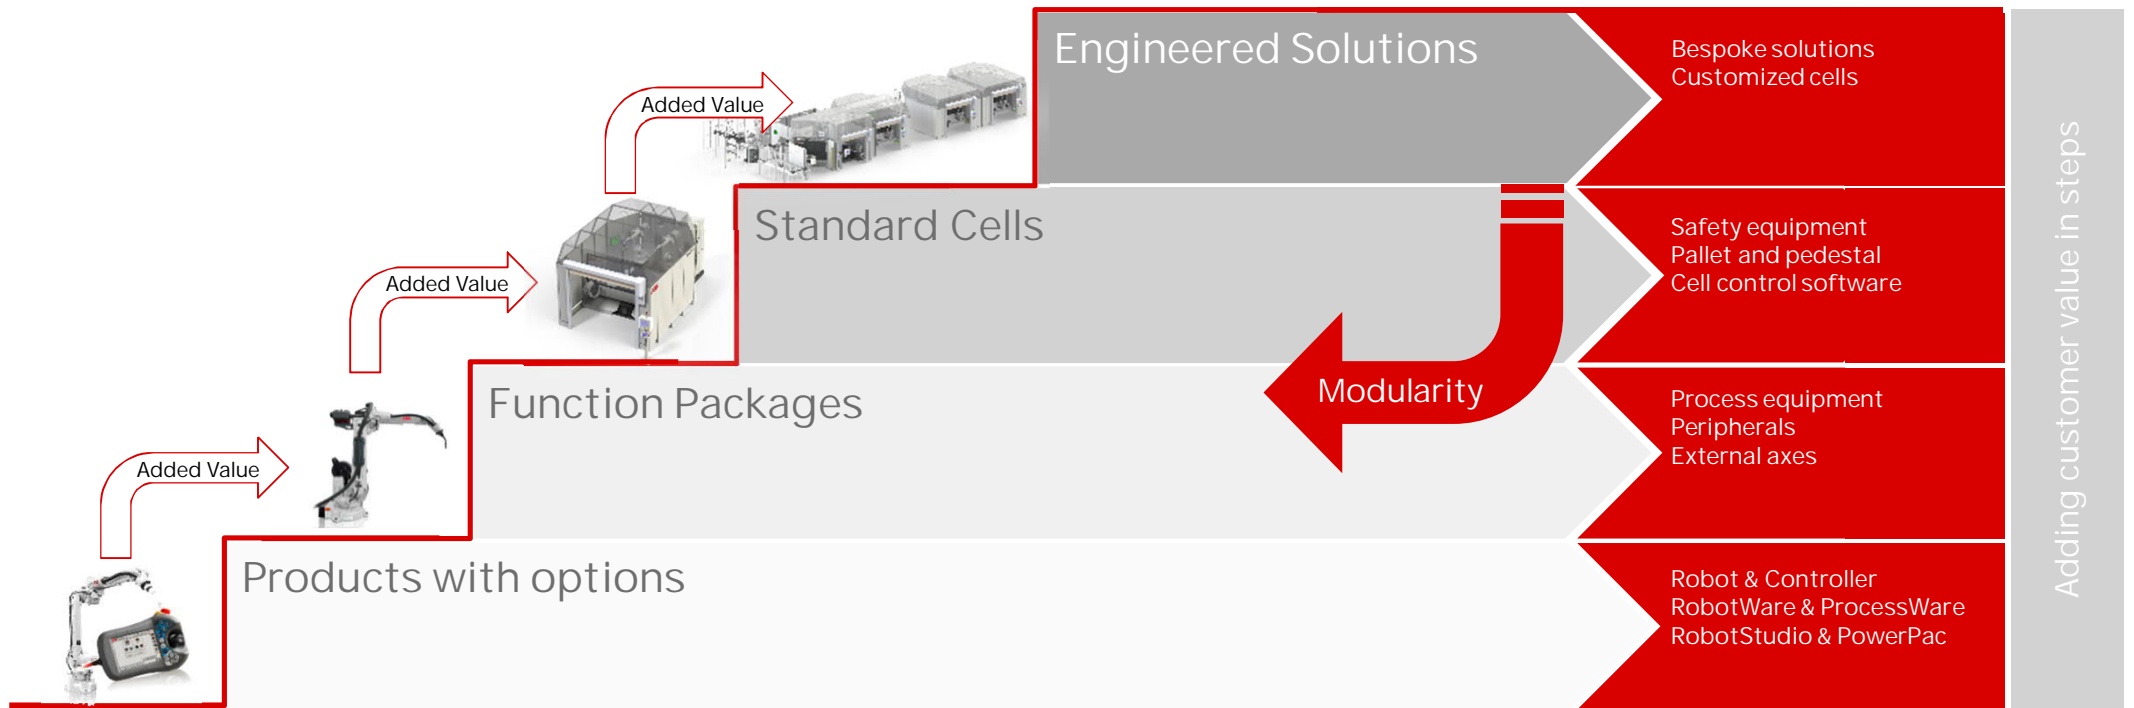 Engineered Solutions
Bespoke solutions
Customized cells
Added Value
Standard Cells
Safety equipment
Pallet and pedestal
Cell control software
Added Value
Function Packages
Modularity
Process equipment
Peripherals
External axes
Added Value
Products with options
Robot & Controller
RobotWare & ProcessWare
RobotStudio & PowerPac
Adding customer value in steps